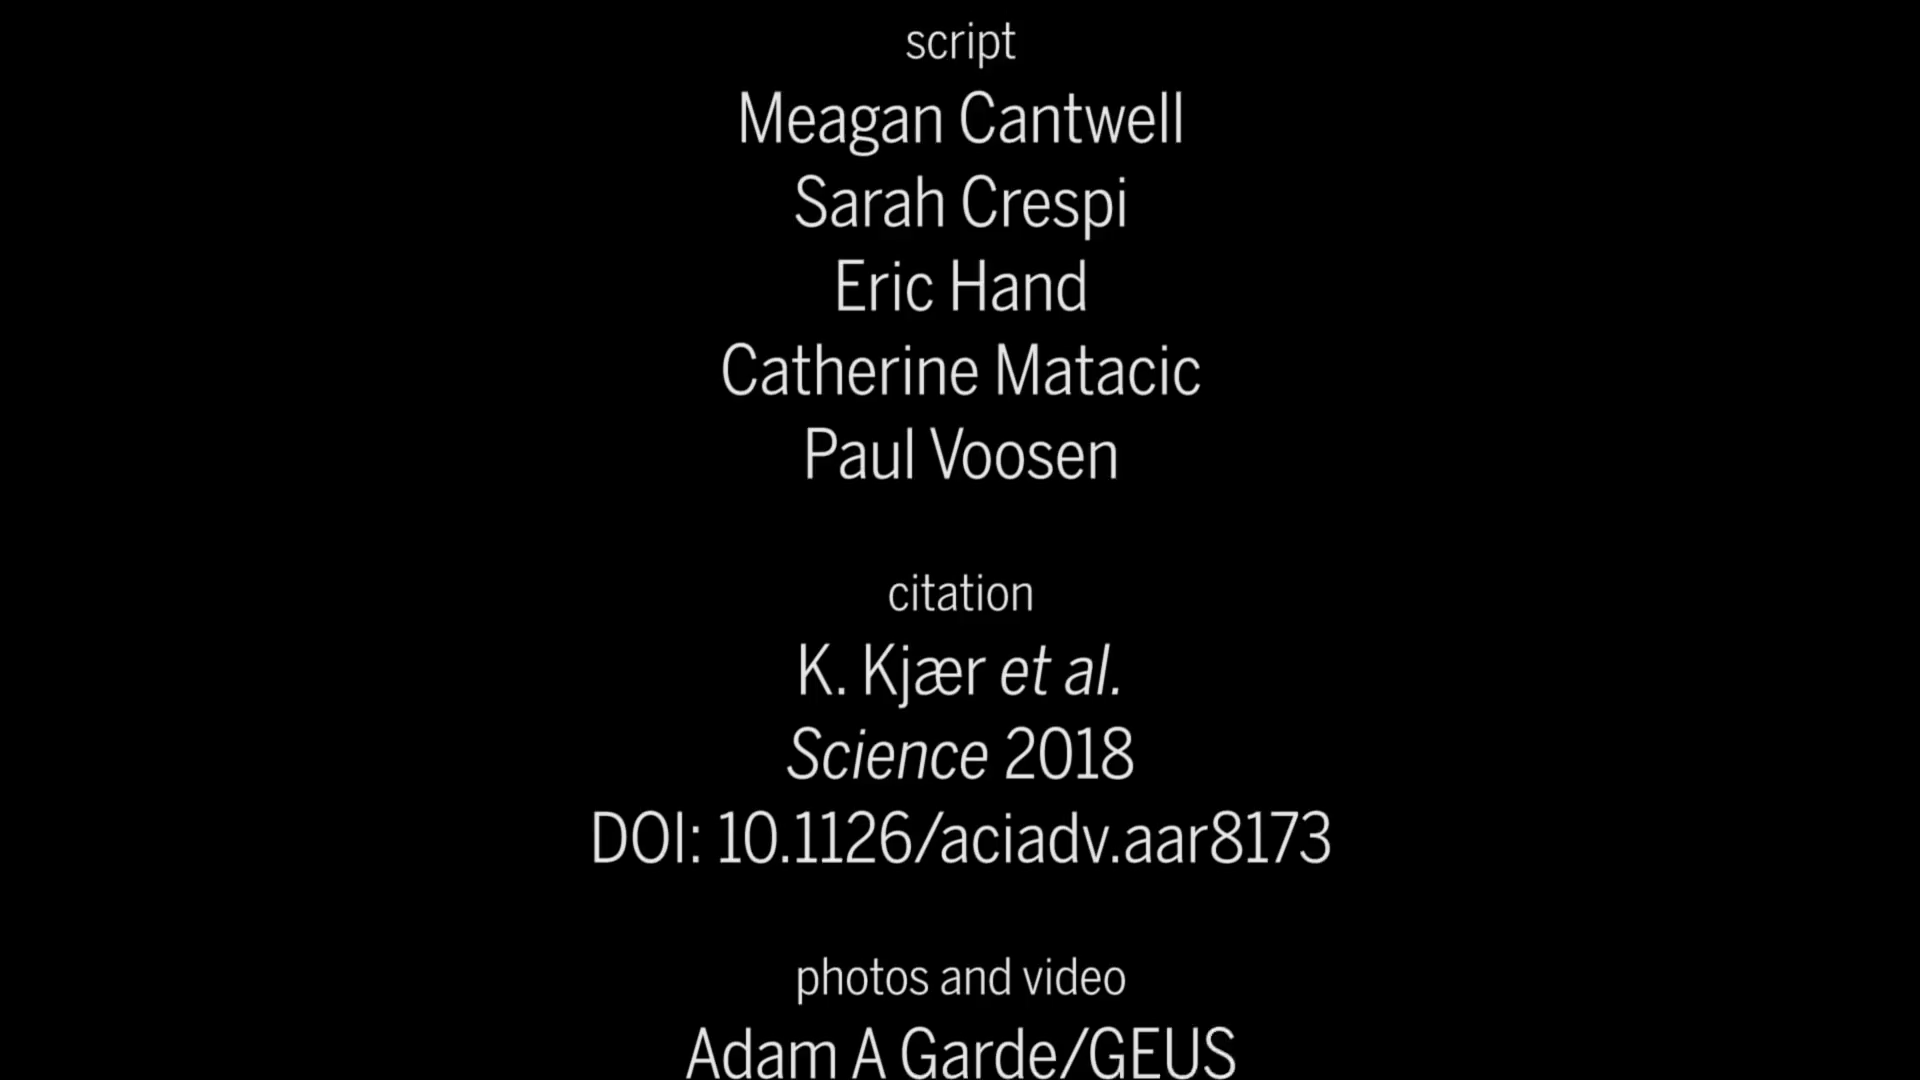 script
Meagan Cantwell
Sarah Crespi
Eric Hand
Catherine Matacic
Paul Voosen
citation
K. Kjær et al.
Science 2018
DOI: 10.1126/aciadv.aar8173
photos and video
Adam A Garde/GEUS